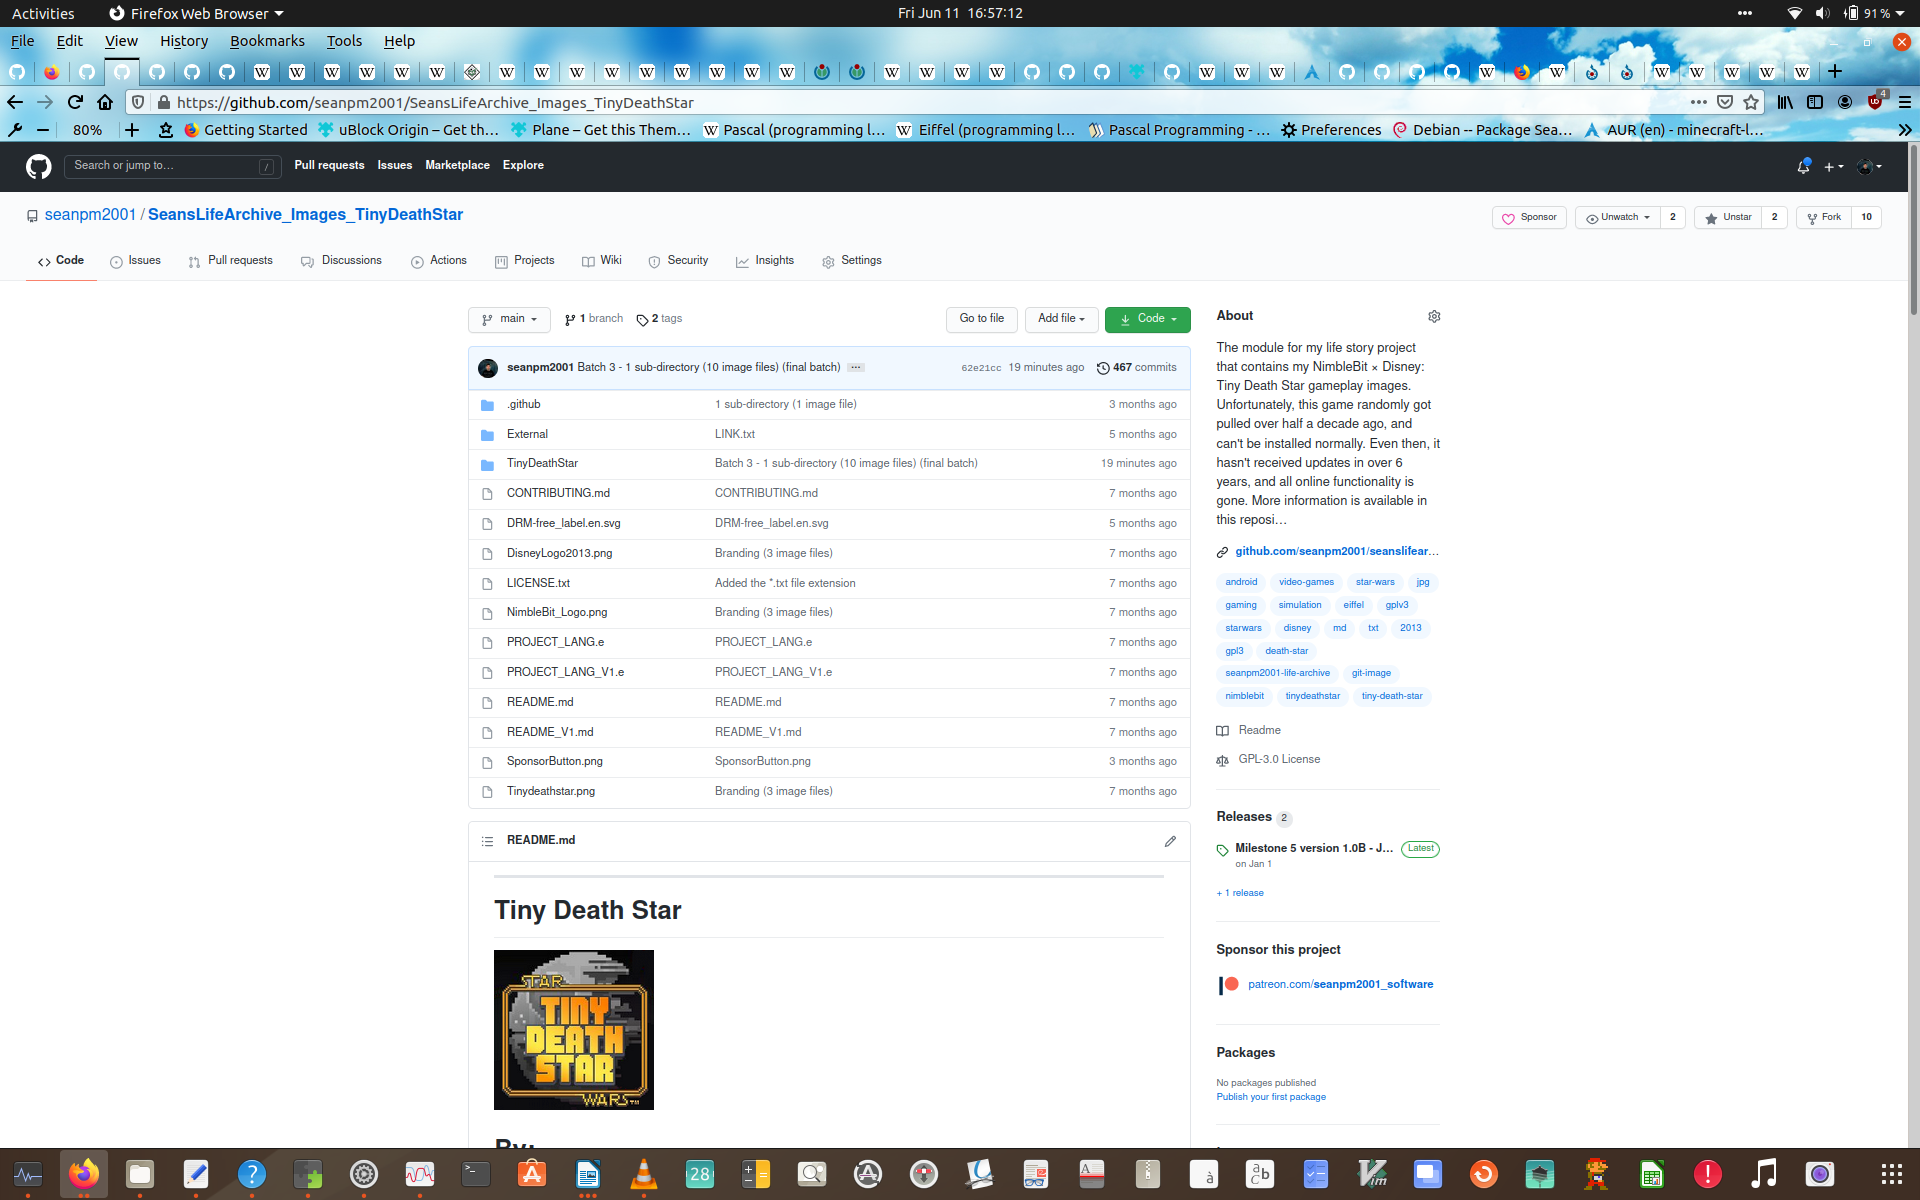 Activities Firefox Web Browser Fri Jun 11 16:57:12 91 %
File Edit View History Bookmarks Tools Help
https://github.com/seanpm2001/SeansLifeArchive_Images_TinyDeathStar 4
80% Getting Started uBlock Origin – Get th… Plane – Get this Them… Pascal (programming l… Eiffel (programming l… Pascal Programming - … Preferences Debian -- Package Sea… AUR (en) - minecraft-l…
Search or jump to… / Pull requests Issues Marketplace Explore
seanpm2001 / SeansLifeArchive_Images_TinyDeathStar Sponsor Unwatch 2 Unstar 2 Fork 10
Code Issues Pull requests Discussions Actions Projects Wiki Security Insights Settings
main 1 branch 2 tags Go to file Add file Code
seanpm2001 Batch 3 - 1 sub-directory (10 image files) (final batch) … 62e21cc 19 minutes ago 467 commits
.github 1 sub-directory (1 image file) 3 months ago
External LINK.txt 5 months ago
TinyDeathStar Batch 3 - 1 sub-directory (10 image files) (final batch) 19 minutes ago
CONTRIBUTING.md CONTRIBUTING.md 7 months ago
DRM-free_label.en.svg DRM-free_label.en.svg 5 months ago
DisneyLogo2013.png Branding (3 image files) 7 months ago
LICENSE.txt Added the *.txt file extension 7 months ago
NimbleBit_Logo.png Branding (3 image files) 7 months ago
PROJECT_LANG.e PROJECT_LANG.e 7 months ago
PROJECT_LANG_V1.e PROJECT_LANG_V1.e 7 months ago
README.md README.md 7 months ago
README_V1.md README_V1.md 7 months ago
SponsorButton.png SponsorButton.png 3 months ago
Tinydeathstar.png Branding (3 image files) 7 months ago
README.md
Tiny Death Star
STAR
TINY
DEATH
STAR
WARS™
By:
About
The module for my life story project
that contains my NimbleBit × Disney:
Tiny Death Star gameplay images.
Unfortunately, this game randomly got
pulled over half a decade ago, and
can't be installed normally. Even then, it
hasn't received updates in over 6
years, and all online functionality is
gone. More information is available in
this reposi…
github.com/seanpm2001/seanslifear…
android video-games star-wars jpg
gaming simulation eiffel gplv3
starwars disney md txt 2013
gpl3 death-star
seanpm2001-life-archive git-image
nimblebit tinydeathstar tiny-death-star
Readme
GPL-3.0 License
Releases 2
Milestone 5 version 1.0B - J… Latest
on Jan 1
+ 1 release
Sponsor this project
patreon.com/seanpm2001_software
Packages
No packages published
Publish your first package
28